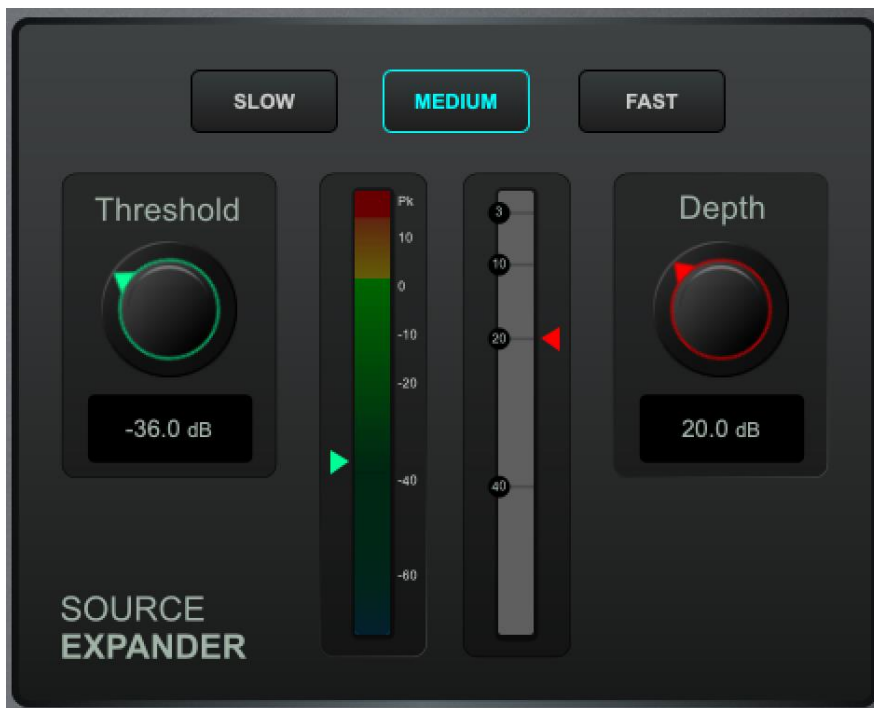 SLOW
MEDIUM
FAST
Threshold
-36.0 dB
Pk
10
0
-10
-20
-40
-60
3
10
20
40
Depth
20.0 dB
SOURCE
EXPANDER